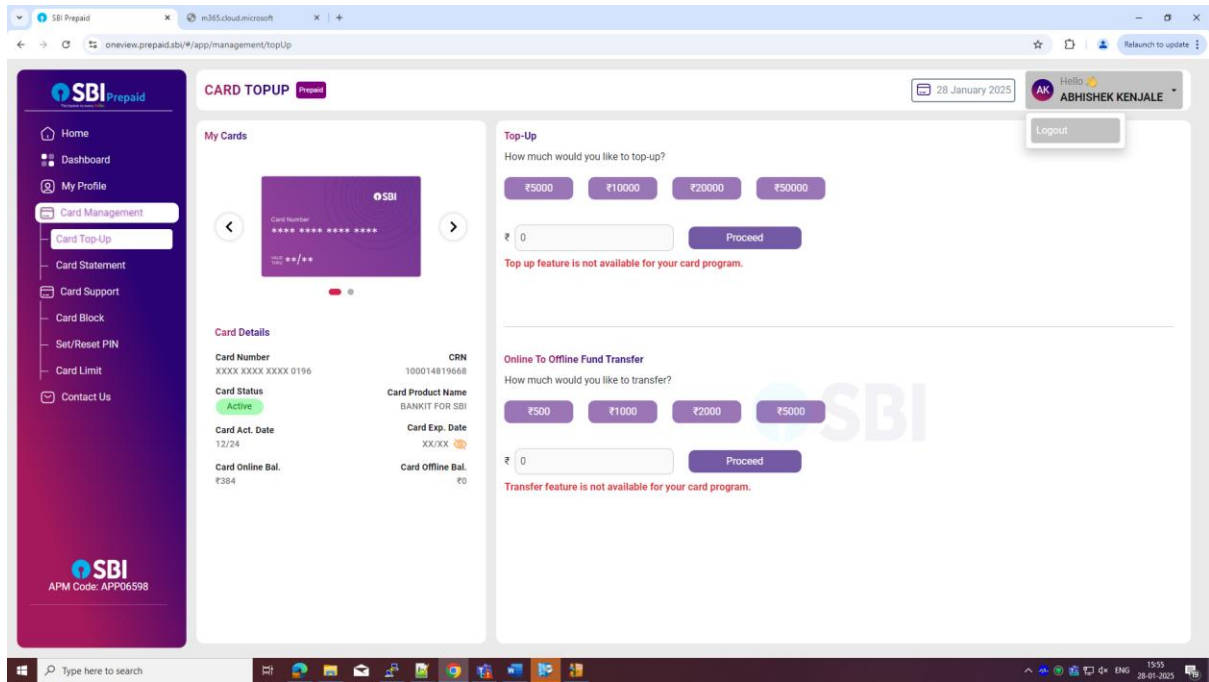 SBI Prepaid
m365.cloud.microsoft
oneview.prepaid.sbi/#/app/management/topUp
Relaunch to update
SBI Prepaid
CARD TOPUP Prepaid
28 January 2025
AK
Hello
ABHISHEK KENJALE
Logout
Home
Dashboard
My Profile
Card Management
Card Top-Up
Card Statement
Card Support
Card Block
Set/Reset PIN
Card Limit
Contact Us
SBI
APM Code: APP06598
My Cards
SBI
Card Number
**** **** **** ****
VALID THRU **/**
Card Details
Card Number CRN
XXXX XXXX XXXX 0196 100014819668
Card Status Card Product Name
Active BANKIT FOR SBI
Card Act. Date Card Exp. Date
12/24 XX/XX
Card Online Bal. Card Offline Bal.
₹384 ₹0
Top-Up
How much would you like to top-up?
₹5000 ₹10000 ₹20000 ₹50000
₹ 0 Proceed
Top up feature is not available for your card program.
Online To Offline Fund Transfer
How much would you like to transfer?
₹500 ₹1000 ₹2000 ₹5000
₹ 0 Proceed
Transfer feature is not available for your card program.
SBI
Type here to search
ENG
15:55
28-01-2025